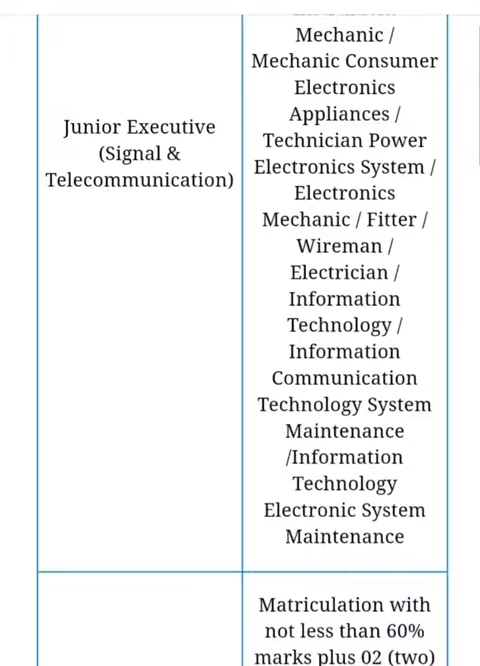 Mechanic /
Mechanic Consumer
Electronics
Appliances /
Junior Executive
Technician Power
(Signal &
Electronics System /
Telecommunication)
Electronics
Mechanic / Fitter /
Wireman /
Electrician /
Information
Technology /
Information
Communication
Technology System
Maintenance
/Information
Technology
Electronic System
Maintenance
Matriculation with
not less than 60%
marks plus 02 (two)